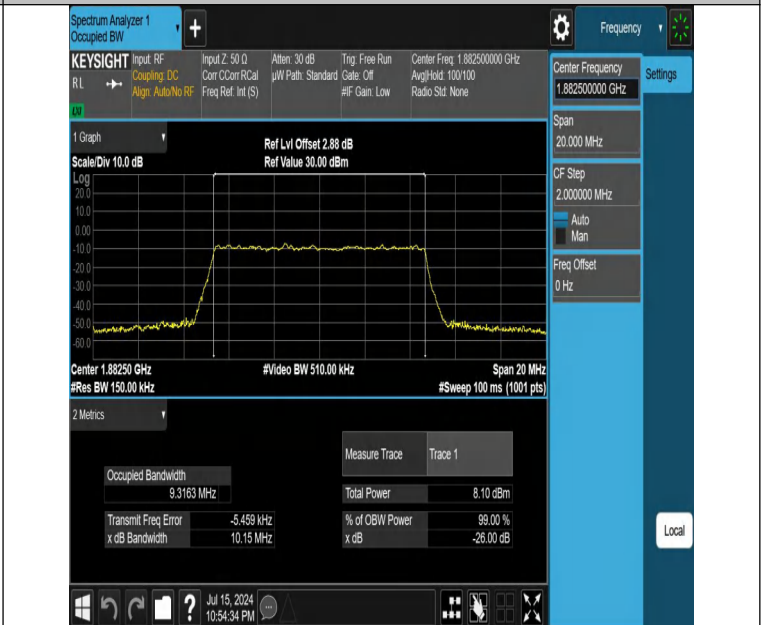 Spectrum Analyzer 1
Occupied BW
+
Frequency
KEYSIGHT Input: RF Input Z: 50 Ω Atten: 30 dB Trig: Free Run Center Freq: 1.882500000 GHz
RL Coupling: DC Corr CCorr RCal µW Path: Standard Gate: Off Avg|Hold: 100/100
Align: Auto/No RF Freq Ref: Int (S) #IF Gain: Low Radio Std: None
Center Frequency
1.882500000 GHz
Settings
Span
20.000 MHz
CF Step
2.000000 MHz
Auto
Man
Freq Offset
0 Hz
1 Graph
Ref Lvl Offset 2.88 dB
Scale/Div 10.0 dB Ref Value 30.00 dBm
Log
20.0
10.0
0.00
-10.0
-20.0
-30.0
-40.0
-50.0
-60.0
Center 1.88250 GHz #Video BW 510.00 kHz Span 20 MHz
#Res BW 150.00 kHz #Sweep 100 ms (1001 pts)
2 Metrics
Measure Trace Trace 1
Occupied Bandwidth
9.3163 MHz
Total Power 8.10 dBm
Transmit Freq Error -5.459 kHz % of OBW Power 99.00 %
x dB Bandwidth 10.15 MHz x dB -26.00 dB
Local
? Jul 15, 2024
10:54:34 PM